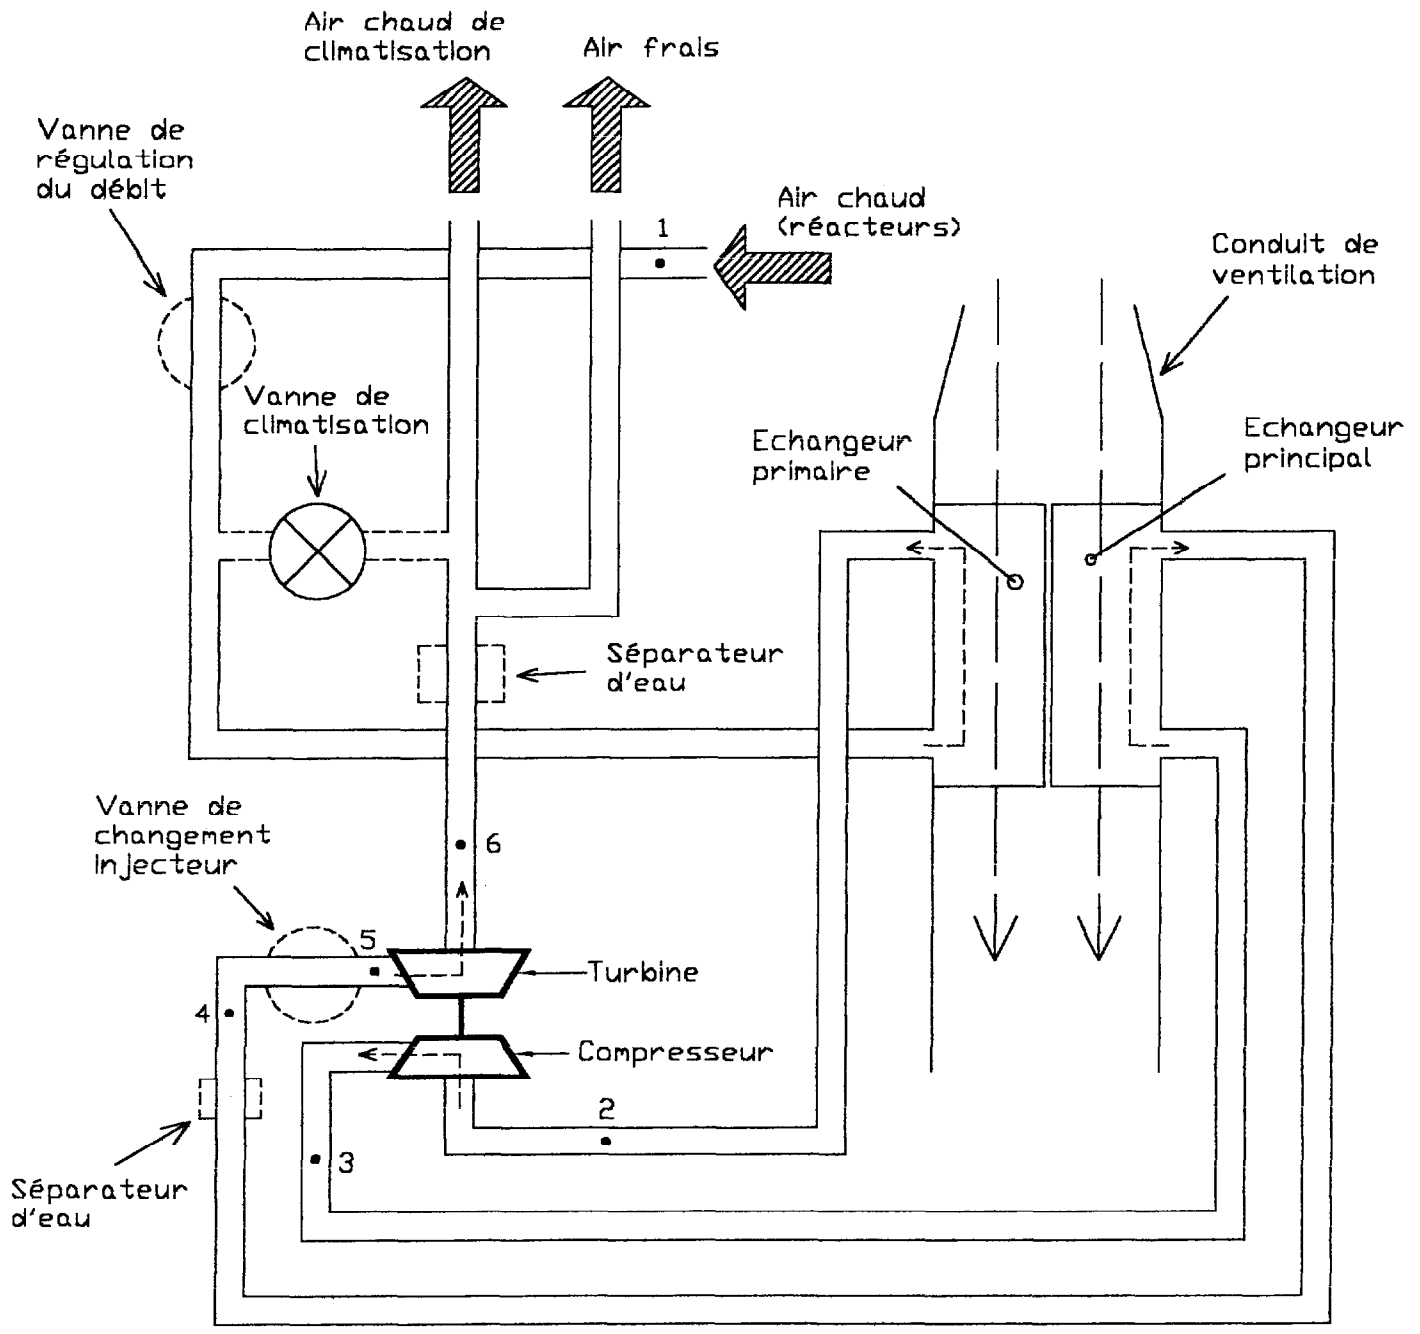 Air chaud de
climatisation
Air frais
Vanne de
régulation
du débit
Air chaud
(réacteurs)
1
Conduit de
ventilation
Vanne de
climatisation
Echangeur
primaire
Echangeur
principal
Séparateur
d'eau
Vanne de
changement
injecteur
6
5
Turbine
4
Compresseur
2
3
Séparateur
d'eau